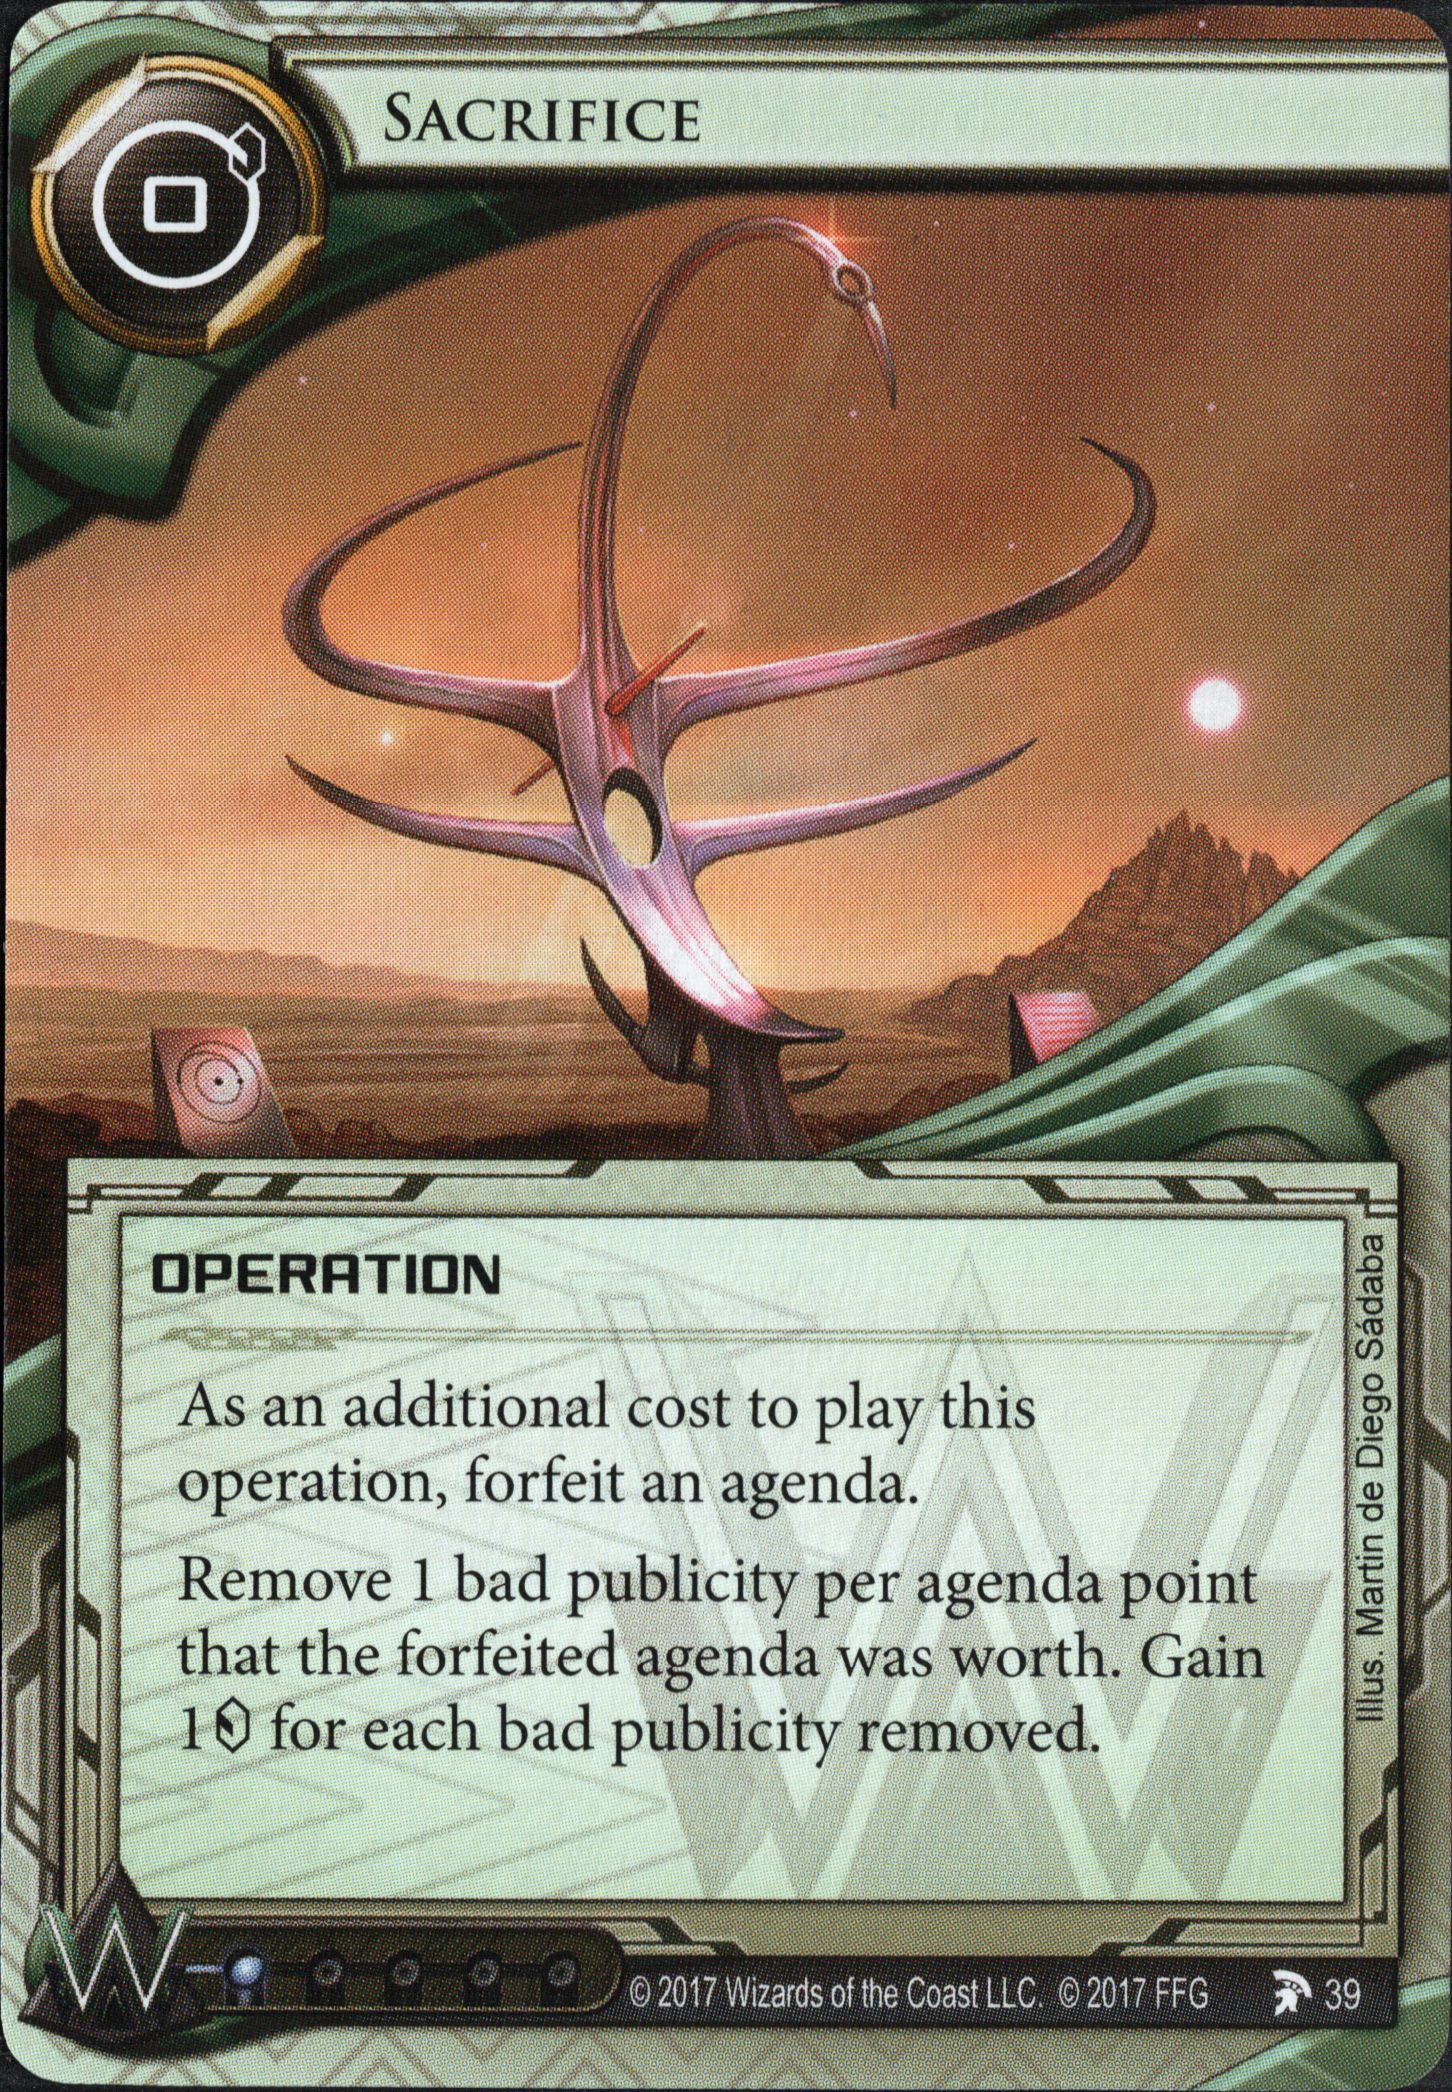 0
SACRIFICE
OPERATION
As an additional cost to play this
operation, forfeit an agenda.
Remove 1 bad publicity per agenda point
that the forfeited agenda was worth. Gain
1 for each bad publicity removed.
Illus. Martin de Diego Sádaba
W
© 2017 Wizards of the Coast LLC. © 2017 FFG
39